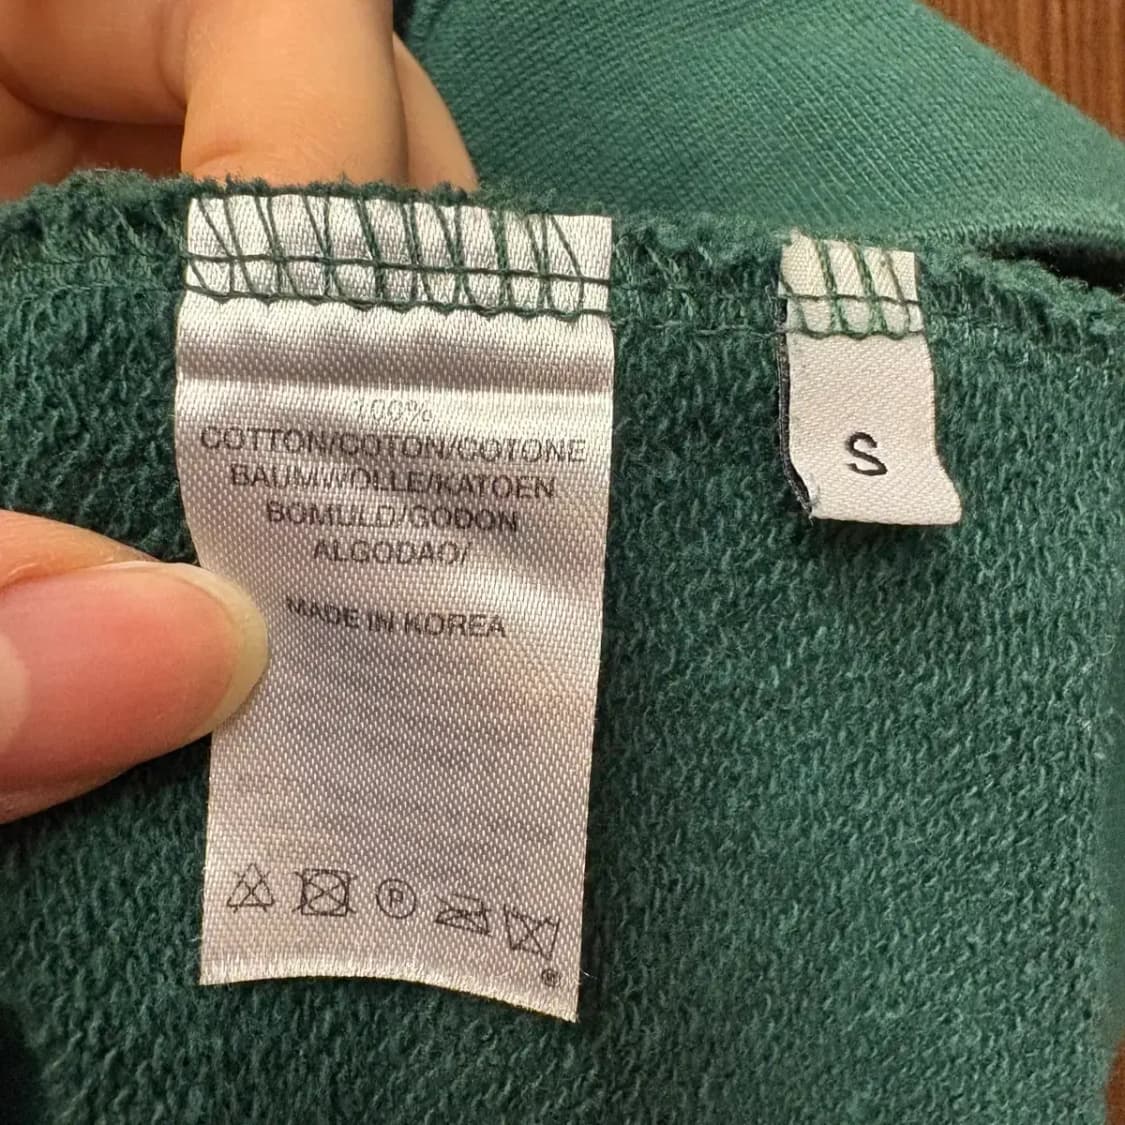 100%
COTTON/COTON/COTONE
BAUMWOLLE/KATOEN
BOMULD/GODON
ALGODAO/
MADE IN KOREA
P
®
S